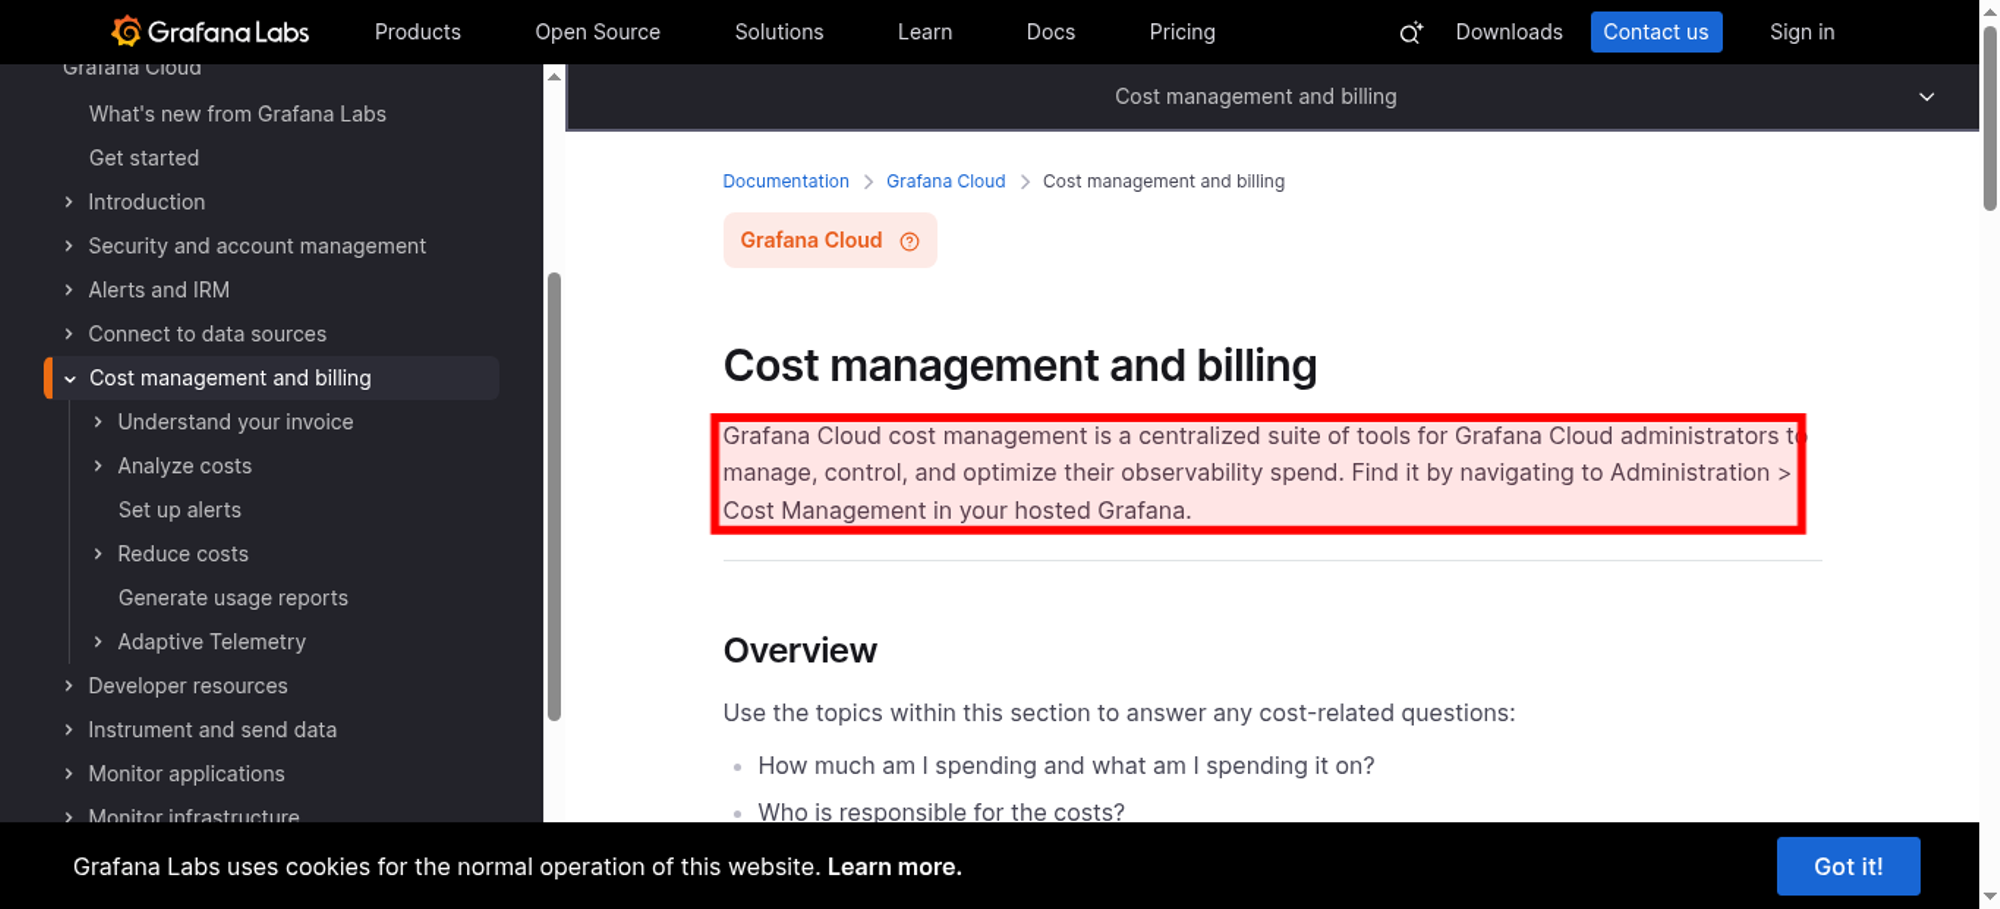 Grafana Labs
Products
Open Source
Solutions
Learn
Docs
Pricing
Downloads
Contact us
Sign in
Grafana Cloud
What's new from Grafana Labs
Get started
Introduction
Security and account management
Alerts and IRM
Connect to data sources
Cost management and billing
Understand your invoice
Analyze costs
Set up alerts
Reduce costs
Generate usage reports
Adaptive Telemetry
Developer resources
Instrument and send data
Monitor applications
Monitor infrastructure
Cost management and billing
Documentation > Grafana Cloud > Cost management and billing
Grafana Cloud
Cost management and billing
Grafana Cloud cost management is a centralized suite of tools for Grafana Cloud administrators to
manage, control, and optimize their observability spend. Find it by navigating to Administration >
Cost Management in your hosted Grafana.
Overview
Use the topics within this section to answer any cost-related questions:
• How much am I spending and what am I spending it on?
• Who is responsible for the costs?
Grafana Labs uses cookies for the normal operation of this website. Learn more.
Got it!